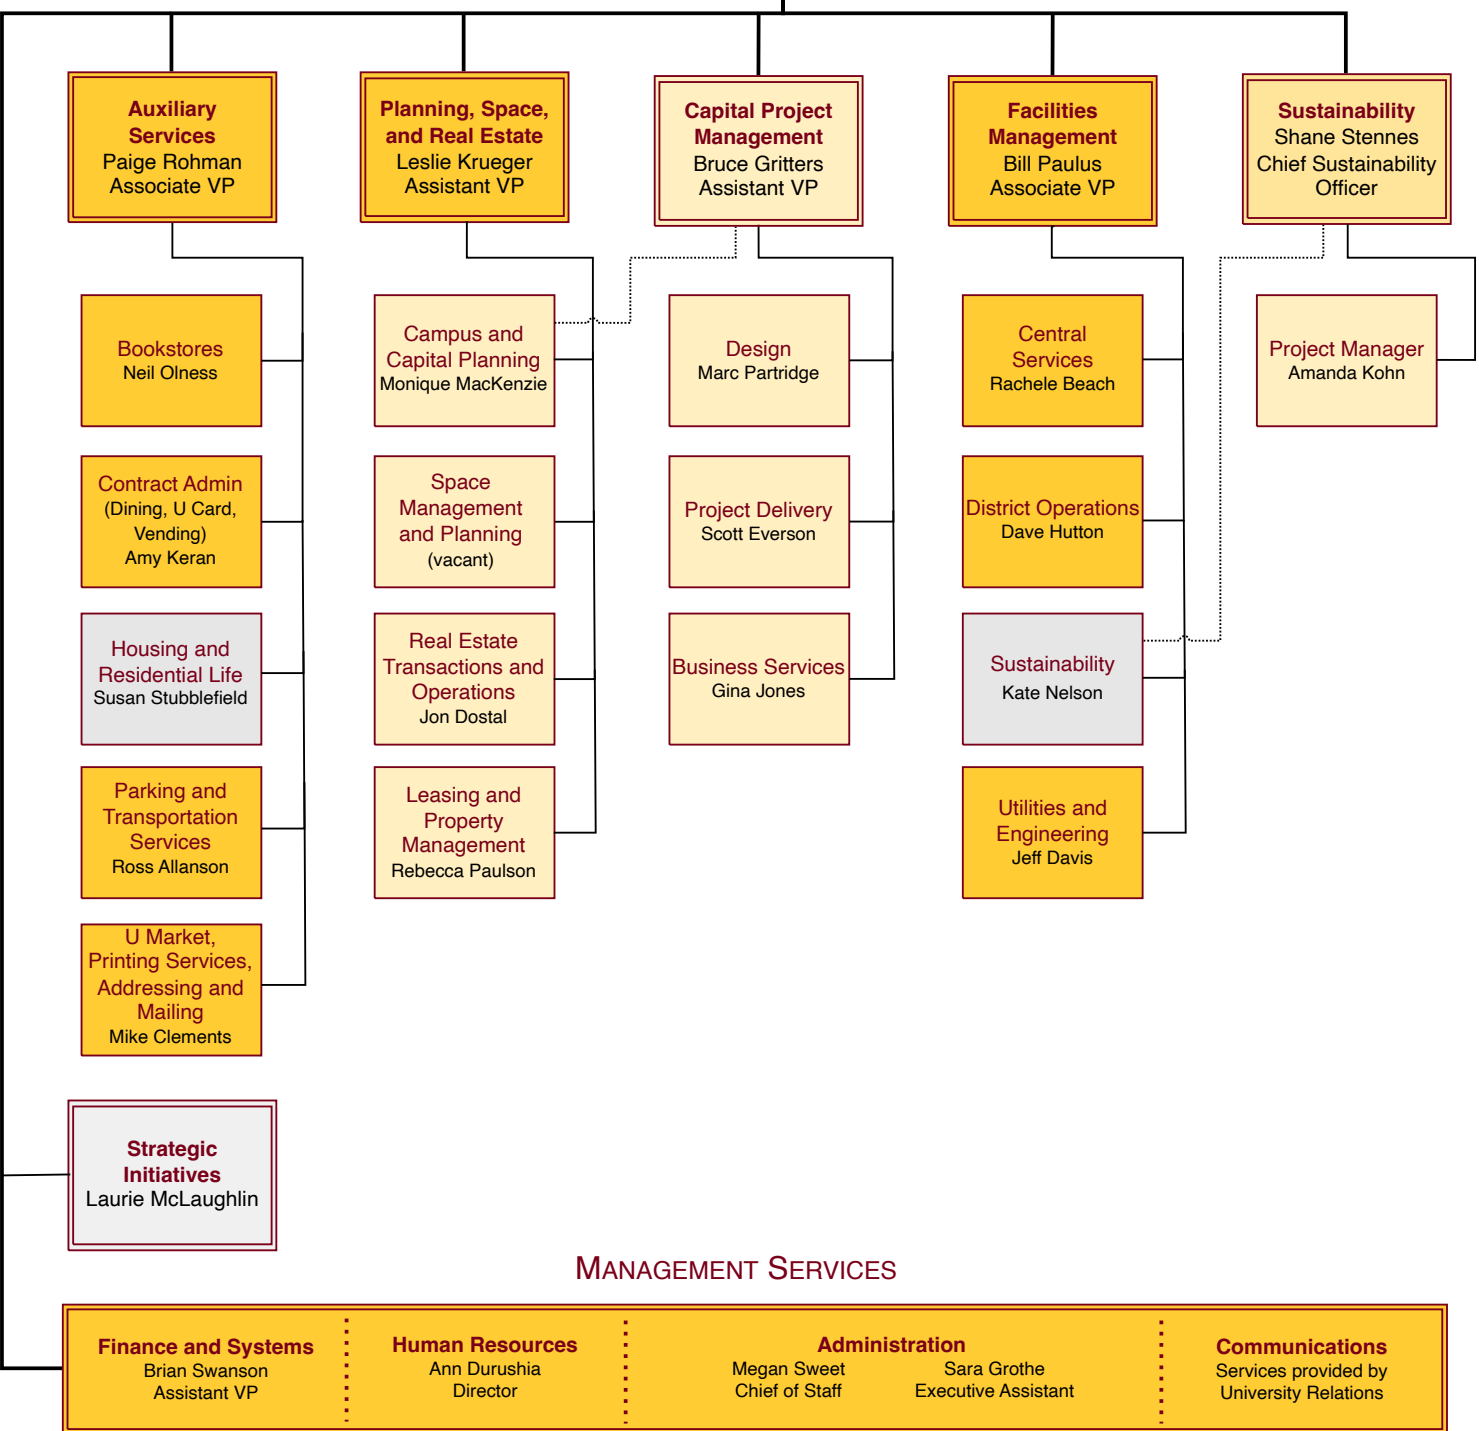 Auxiliary
Services
Paige Rohman
Associate VP
Planning, Space,
and Real Estate
Leslie Krueger
Assistant VP
Capital Project
Management
Bruce Gritters
Assistant VP
Facilities
Management
Bill Paulus
Associate VP
Sustainability
Shane Stennes
Chief Sustainability
Officer
Bookstores
Neil Olness
Campus and
Capital Planning
Monique MacKenzie
Design
Marc Partridge
Central
Services
Rachele Beach
Project Manager
Amanda Kohn
Contract Admin
(Dining, U Card,
Vending)
Amy Keran
Space
Management
and Planning
(vacant)
Project Delivery
Scott Everson
District Operations
Dave Hutton
Housing and
Residential Life
Susan Stubblefield
Real Estate
Transactions and
Operations
Jon Dostal
Business Services
Gina Jones
Sustainability
Kate Nelson
Parking and
Transportation
Services
Ross Allanson
Leasing and
Property
Management
Rebecca Paulson
Utilities and
Engineering
Jeff Davis
U Market,
Printing Services,
Addressing and
Mailing
Mike Clements
Strategic
Initiatives
Laurie McLaughlin
MANAGEMENT SERVICES
Finance and Systems
Brian Swanson
Assistant VP
Human Resources
Ann Durushia
Director
Administration
Megan Sweet
Chief of Staff
Sara Grothe
Executive Assistant
Communications
Services provided by
University Relations